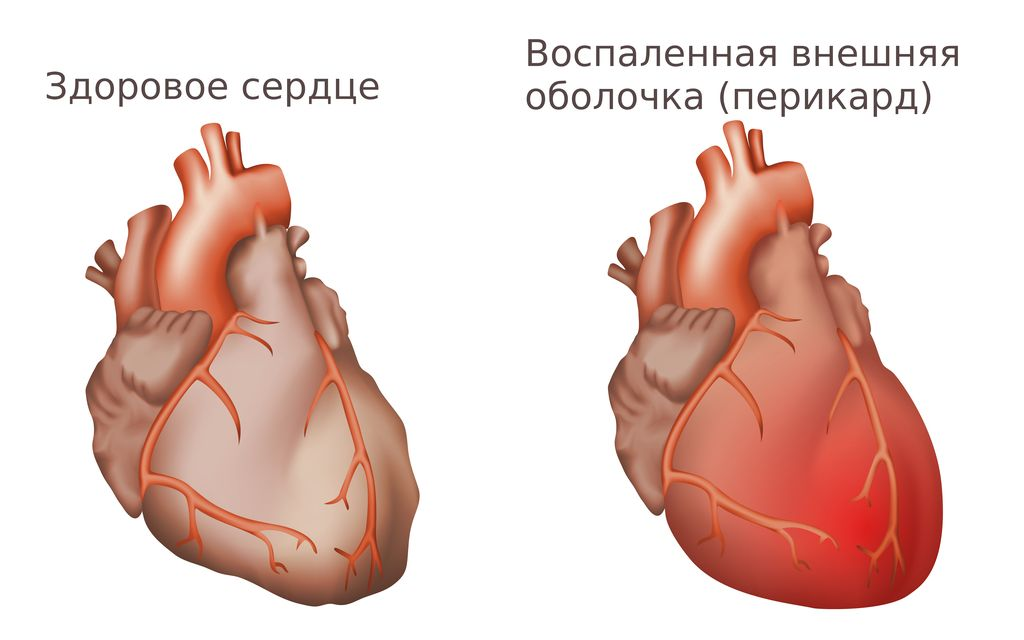 Здоровое сердце
Воспаленная внешняя
оболочка (перикард)